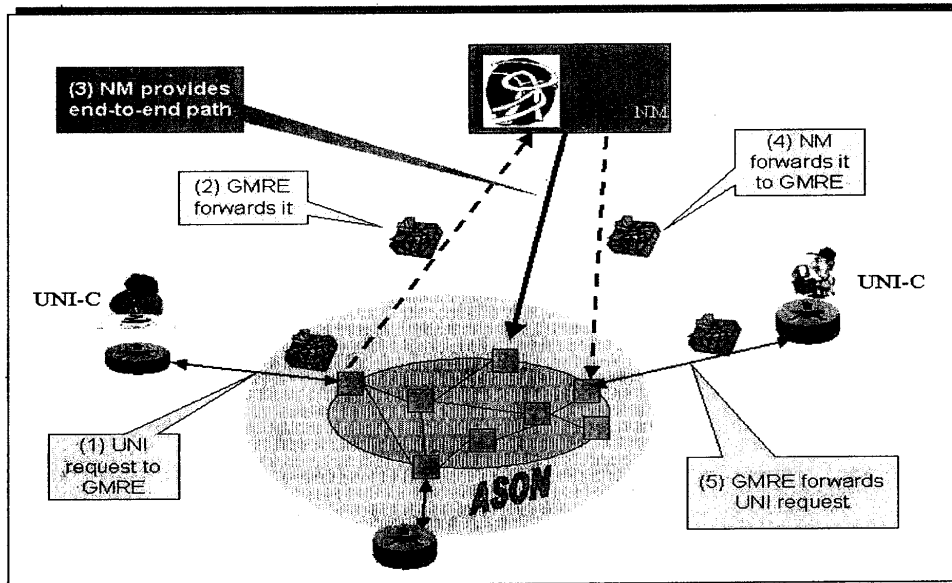 (3) NM provides
end-to-end path
NM
(4) NM
forwards it
to GMRE
(2) GMRE
forwards it
UNI-C
UNI-C
(1) UNI
request to
GMRE
ASON
(5) GMRE forwards
UNI request